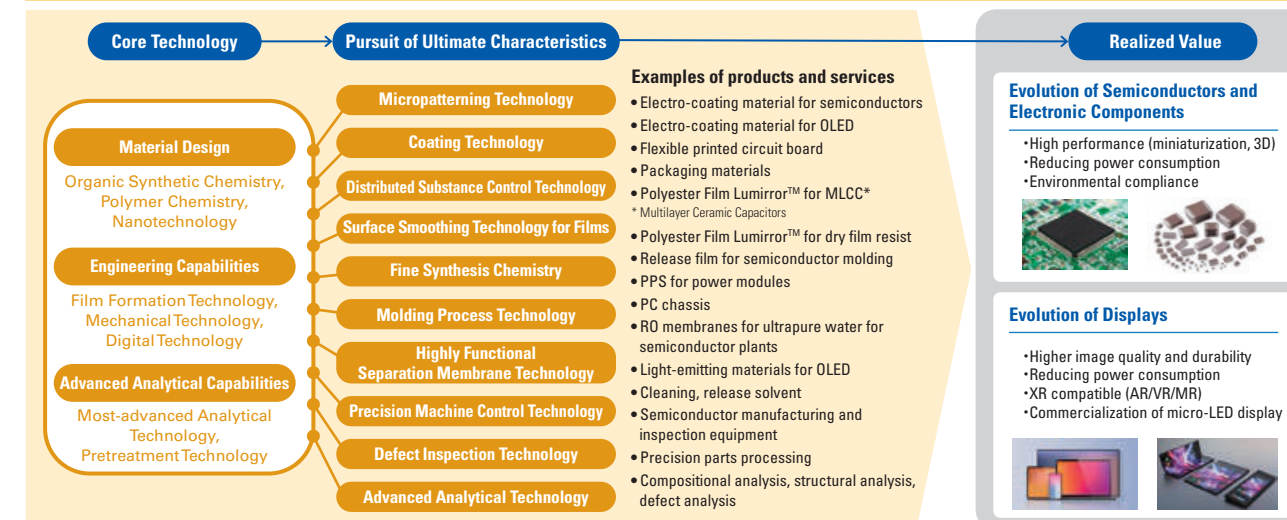 Core Technology
Pursuit of Ultimate Characteristics
Realized Value
Material Design
Organic Synthetic Chemistry,
Polymer Chemistry,
Nanotechnology
Engineering Capabilities
Film Formation Technology,
Mechanical Technology,
Digital Technology
Advanced Analytical Capabilities
Most-advanced Analytical
Technology,
Pretreatment Technology
Micropatterning Technology
Coating Technology
Distributed Substance Control Technology
Surface Smoothing Technology for Films
Fine Synthesis Chemistry
Molding Process Technology
Highly Functional
Separation Membrane Technology
Precision Machine Control Technology
Defect Inspection Technology
Advanced Analytical Technology
Examples of products and services
• Electro-coating material for semiconductors
• Electro-coating material for OLED
• Flexible printed circuit board
• Packaging materials
• Polyester Film Lumirror™ for MLCC*
* Multilayer Ceramic Capacitors
• Polyester Film Lumirror™ for dry film resist
• Release film for semiconductor molding
• PPS for power modules
• PC chassis
• RO membranes for ultrapure water for
semiconductor plants
• Light-emitting materials for OLED
• Cleaning, release solvent
• Semiconductor manufacturing and
inspection equipment
• Precision parts processing
• Compositional analysis, structural analysis,
defect analysis
Evolution of Semiconductors and
Electronic Components
・High performance (miniaturization, 3D)
・Reducing power consumption
・Environmental compliance
Evolution of Displays
・Higher image quality and durability
・Reducing power consumption
・XR compatible (AR/VR/MR)
・Commercialization of micro-LED display